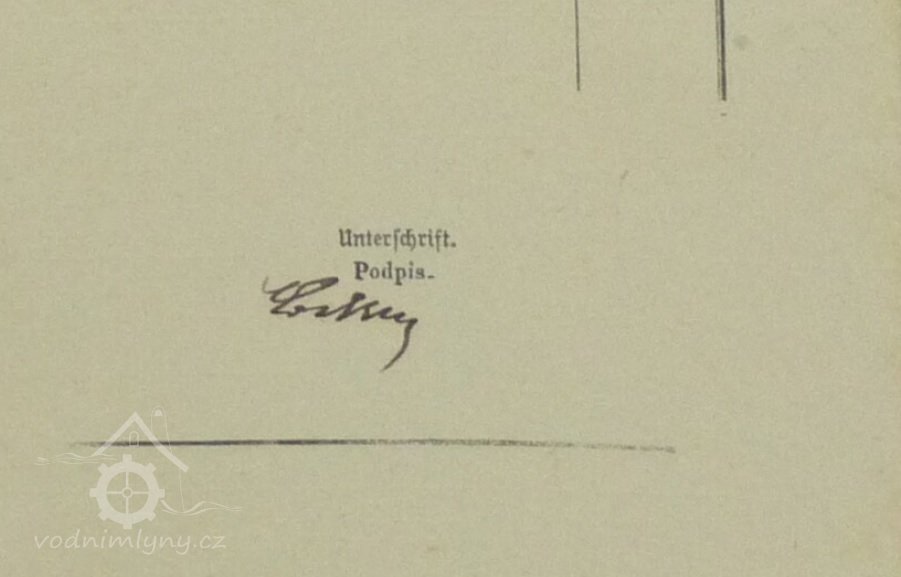 Unterſchrift.
Podpis.
vodnimlyny.cz